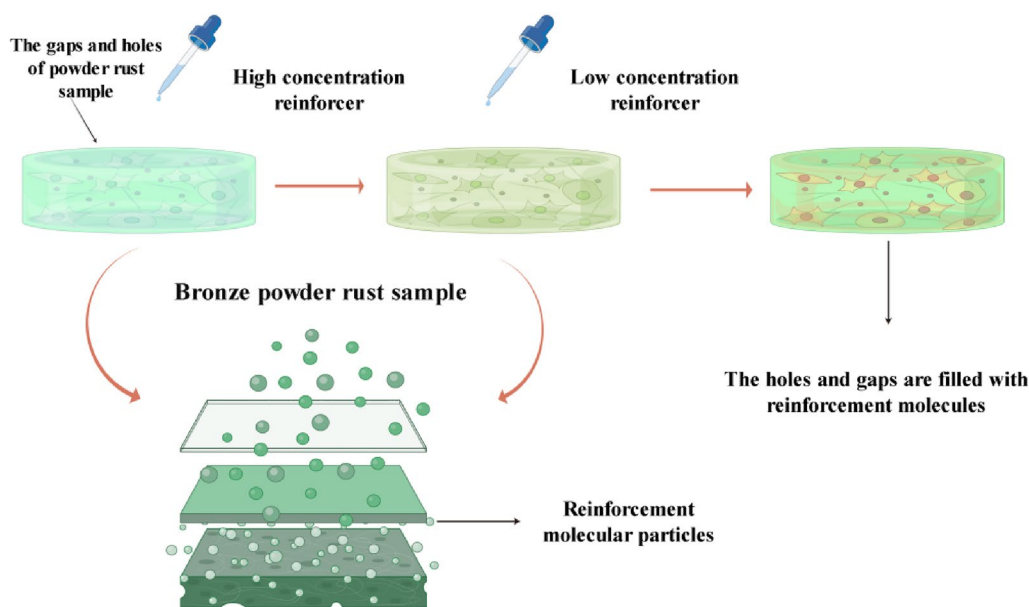 The gaps and holes
of powder rust
sample
High concentration
reinforcer
Low concentration
reinforcer
Bronze powder rust sample
The holes and gaps are filled with
reinforcement molecules
Reinforcement
molecular particles